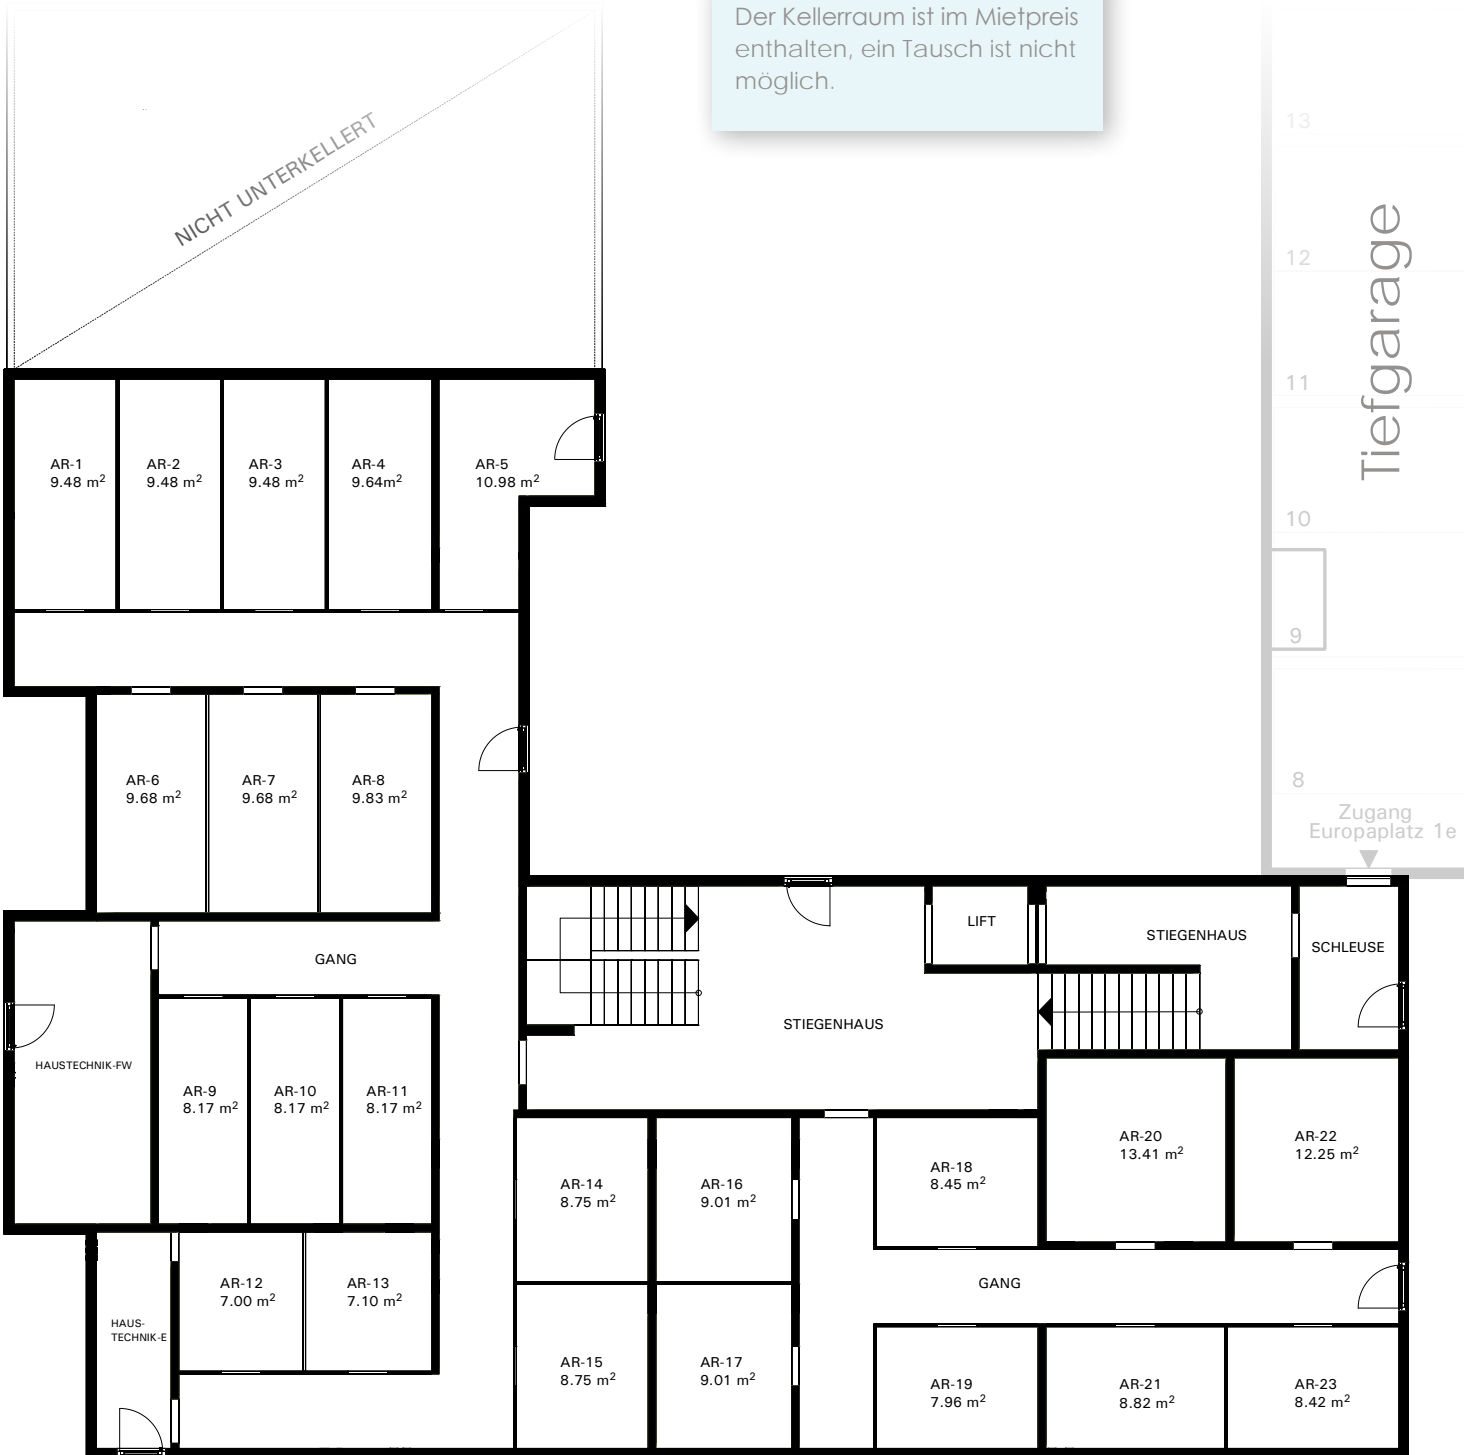 Der Kellerraum ist im Mietpreis
enthalten, ein Tausch ist nicht
möglich.
NICHT UNTERKELLERT
13
12
11
10
9
8
Tiefgarage
Zugang
Europaplatz 1e
AR-1
9.48 m²
AR-2
9.48 m²
AR-3
9.48 m²
AR-4
9.64m²
AR-5
10.98 m²
AR-6
9.68 m²
AR-7
9.68 m²
AR-8
9.83 m²
GANG
LIFT
STIEGENHAUS
SCHLEUSE
STIEGENHAUS
HAUSTECHNIK-FW
AR-9
8.17 m²
AR-10
8.17 m²
AR-11
8.17 m²
AR-20
13.41 m²
AR-22
12.25 m²
AR-14
8.75 m²
AR-16
9.01 m²
AR-18
8.45 m²
GANG
AR-12
7.00 m²
AR-13
7.10 m²
HAUS-
TECHNIK-E
AR-15
8.75 m²
AR-17
9.01 m²
AR-19
7.96 m²
AR-21
8.82 m²
AR-23
8.42 m²